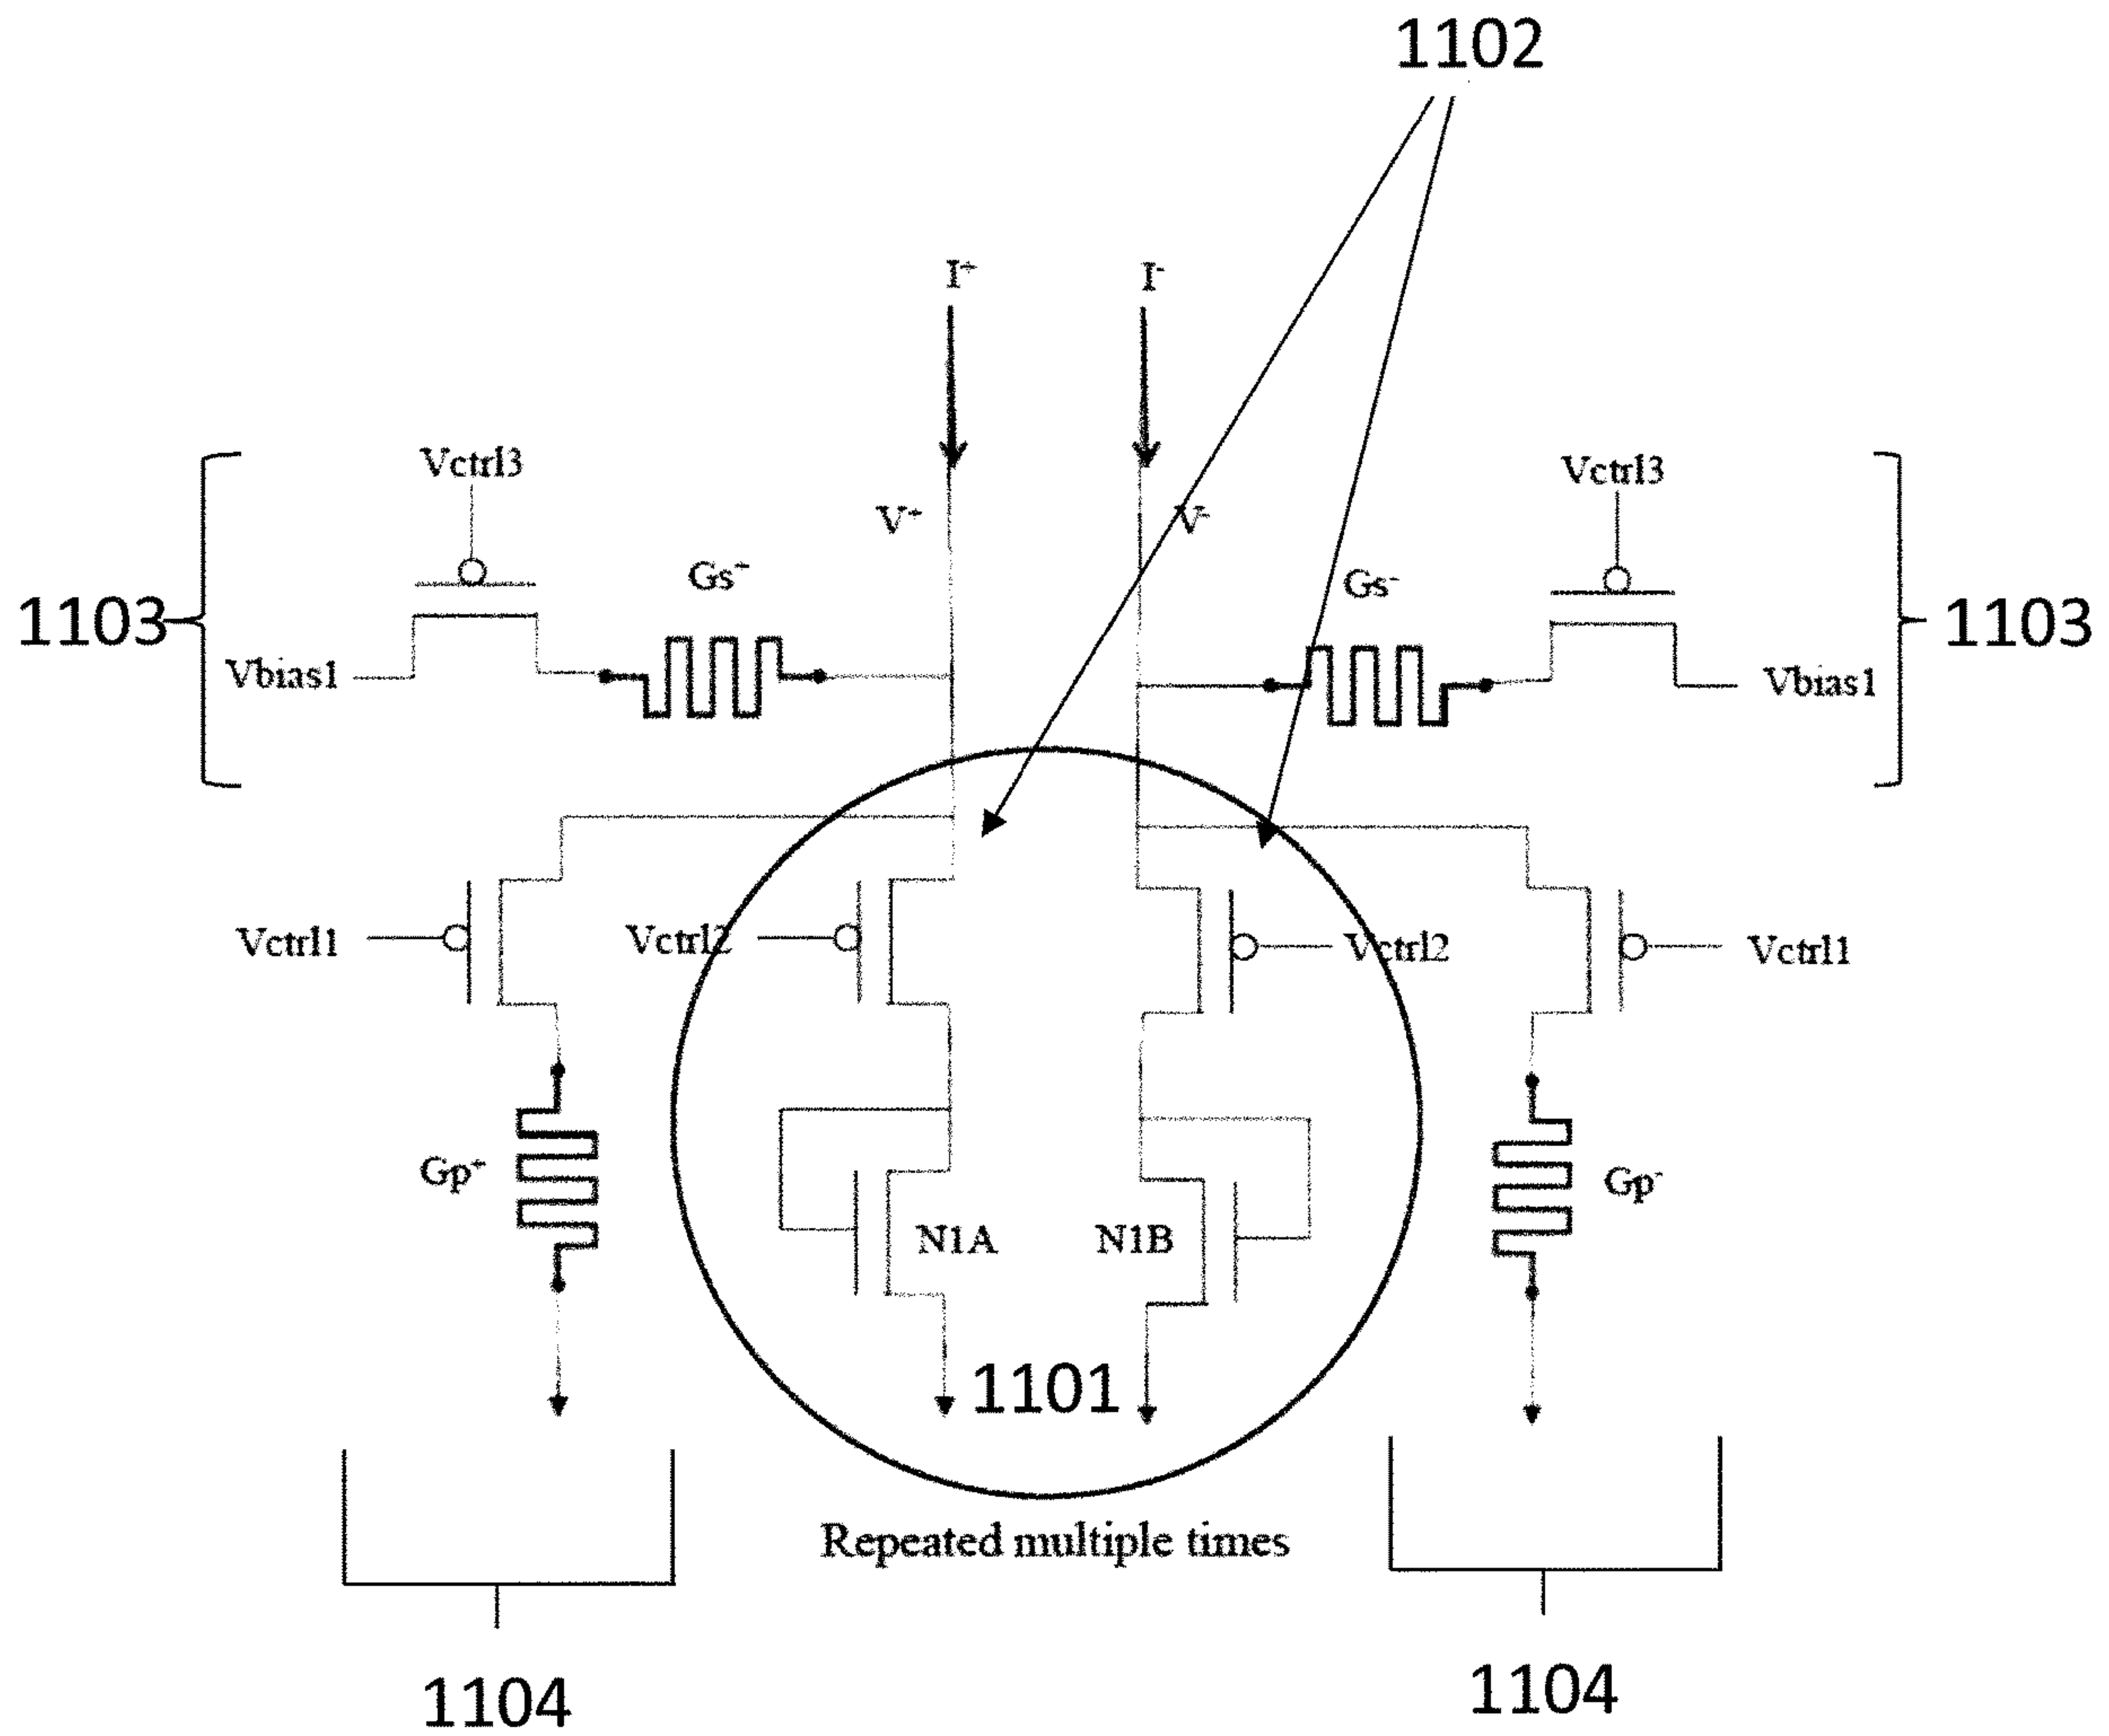 1102
I⁺ I⁻
Vctrl3 Vctrl3
V⁺ V⁻
Gs⁺ Gs⁻
1103 1103
Vbias1 Vbias1
Vctrl1 Vctrl2 Vctrl2 Vctrl1
Gp⁺ Gp⁻
N1A N1B
1101
Repeated multiple times
1104 1104